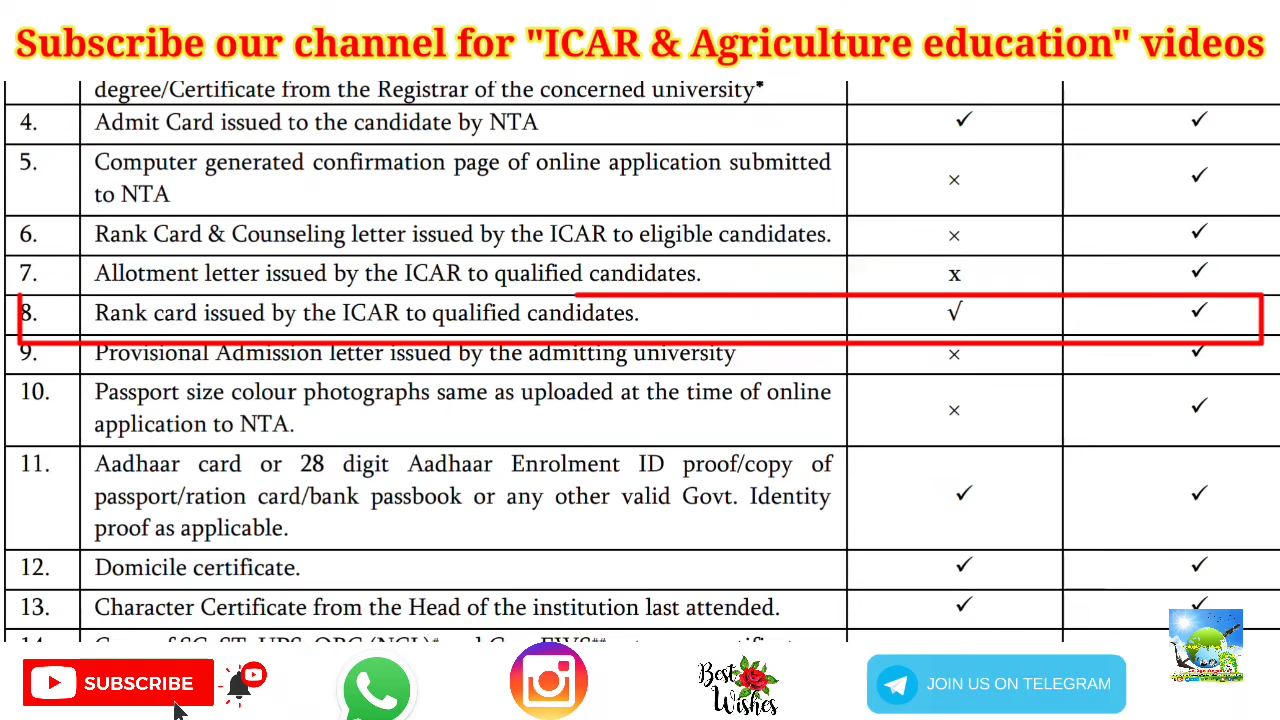 Subscribe our channel for "ICAR & Agriculture education" videos
degree/Certificate from the Registrar of the concerned university*
4. Admit Card issued to the candidate by NTA ✓ ✓
5. Computer generated confirmation page of online application submitted
to NTA × ✓
6. Rank Card & Counseling letter issued by the ICAR to eligible candidates. × ✓
7. Allotment letter issued by the ICAR to qualified candidates. x ✓
8. Rank card issued by the ICAR to qualified candidates. √ ✓
9. Provisional Admission letter issued by the admitting university × ✓
10. Passport size colour photographs same as uploaded at the time of online
application to NTA. × ✓
11. Aadhaar card or 28 digit Aadhaar Enrolment ID proof/copy of
passport/ration card/bank passbook or any other valid Govt. Identity
proof as applicable. ✓ ✓
12. Domicile certificate. ✓ ✓
13. Character Certificate from the Head of the institution last attended. ✓ ✓
SUBSCRIBE
Best
Wishes
JOIN US ON TELEGRAM